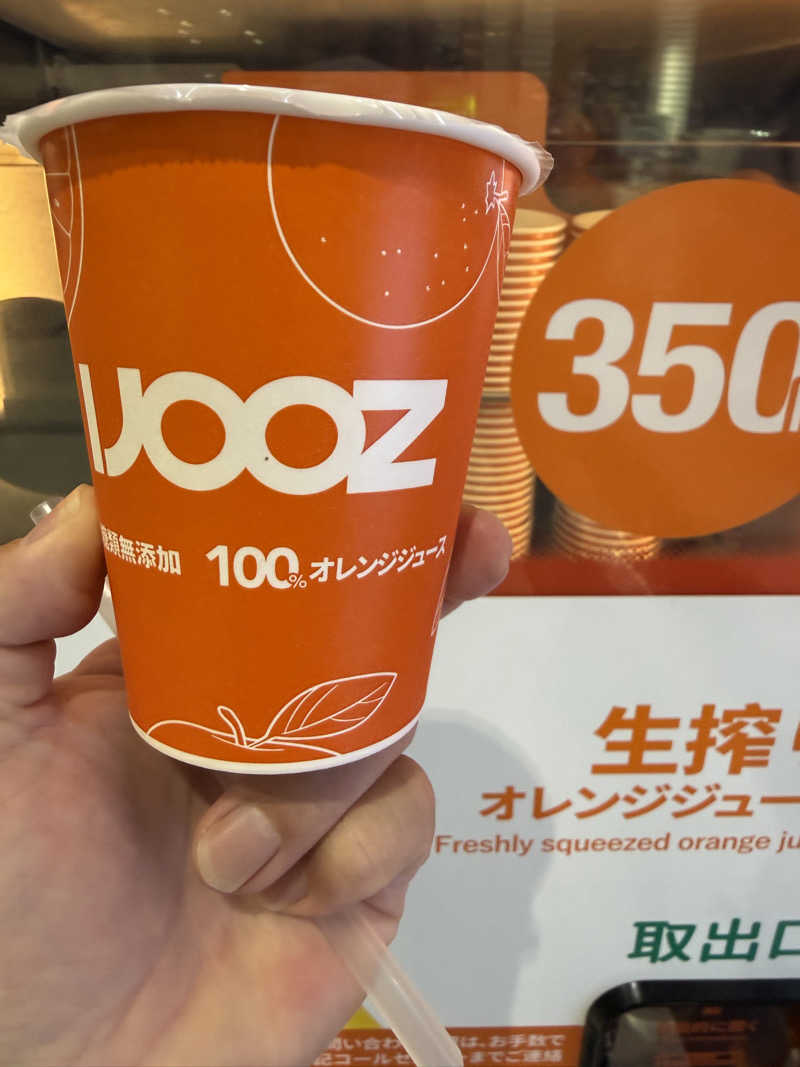 IJOOZ
糖類無添加 100%オレンジジュース
350
生搾り
オレンジジュー
Freshly squeezed orange ju
取出口